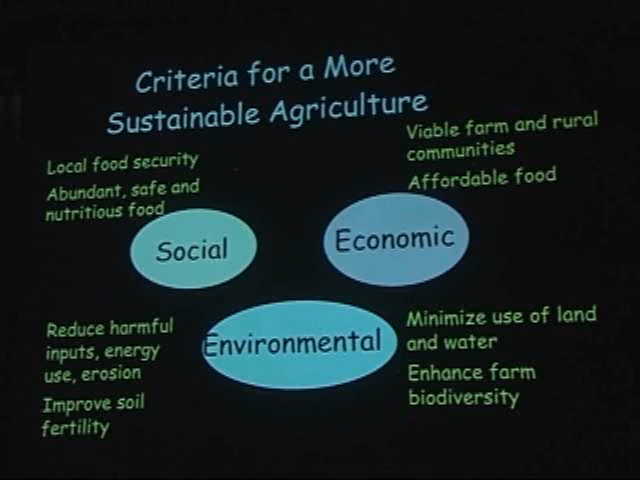 Criteria for a More
Sustainable Agriculture
Local food security
Abundant, safe and
nutritious food
Viable farm and rural
communities
Affordable food
Social
Economic
Environmental
Reduce harmful
inputs, energy
use, erosion
Improve soil
fertility
Minimize use of land
and water
Enhance farm
biodiversity